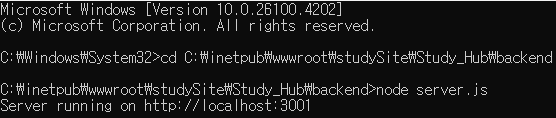 Microsoft Windows [Version 10.0.26100.4202]
(c) Microsoft Corporation. All rights reserved.
C:₩Windows₩System32>cd C:₩inetpub₩wwwroot₩studySite₩Study_Hub₩backend
C:₩inetpub₩wwwroot₩studySite₩Study_Hub₩backend>node server.js
Server running on http://localhost:3001